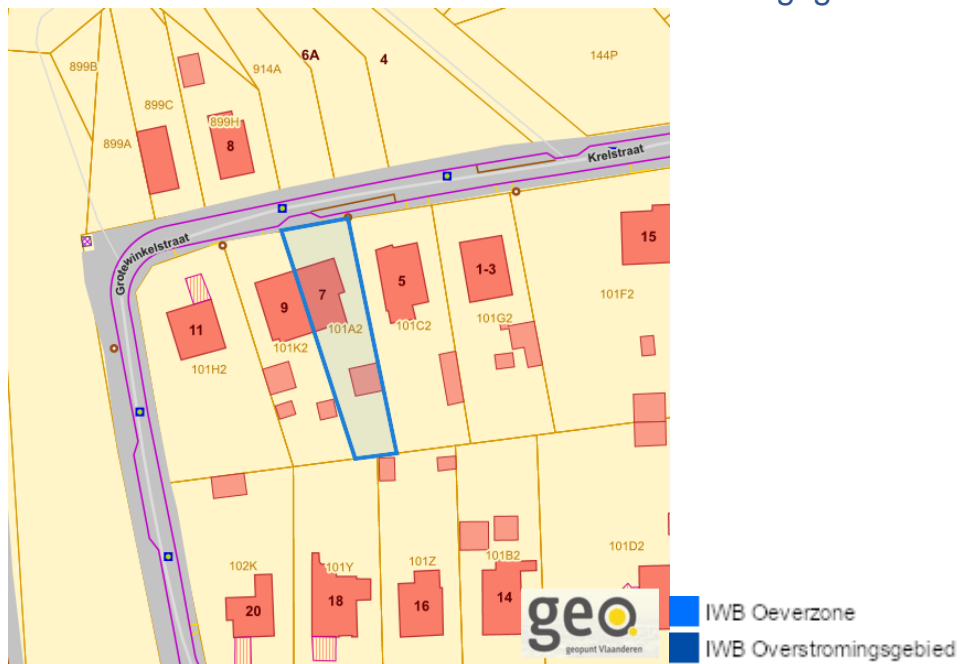 6A
4
144P
899B
914A
899C
899H
899A
8
Krelstraat
Grotewinkelstraat
15
1-3
5
7
9
11
101F2
101G2
101C2
101A2
101K2
101H2
102K
101Y
101Z
101B2
101D2
20
18
16
14
geo.
geopunt Vlaanderen
IWB Oeverzone
IWB Overstromingsgebied